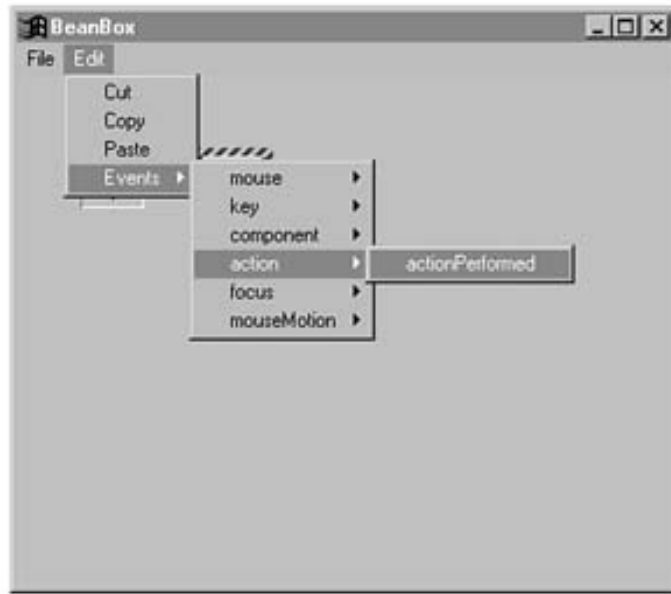 BeanBox
File Edit
Cut
Copy
Paste
Events
mouse
key
component
action
actionPerformed
focus
mouseMotion